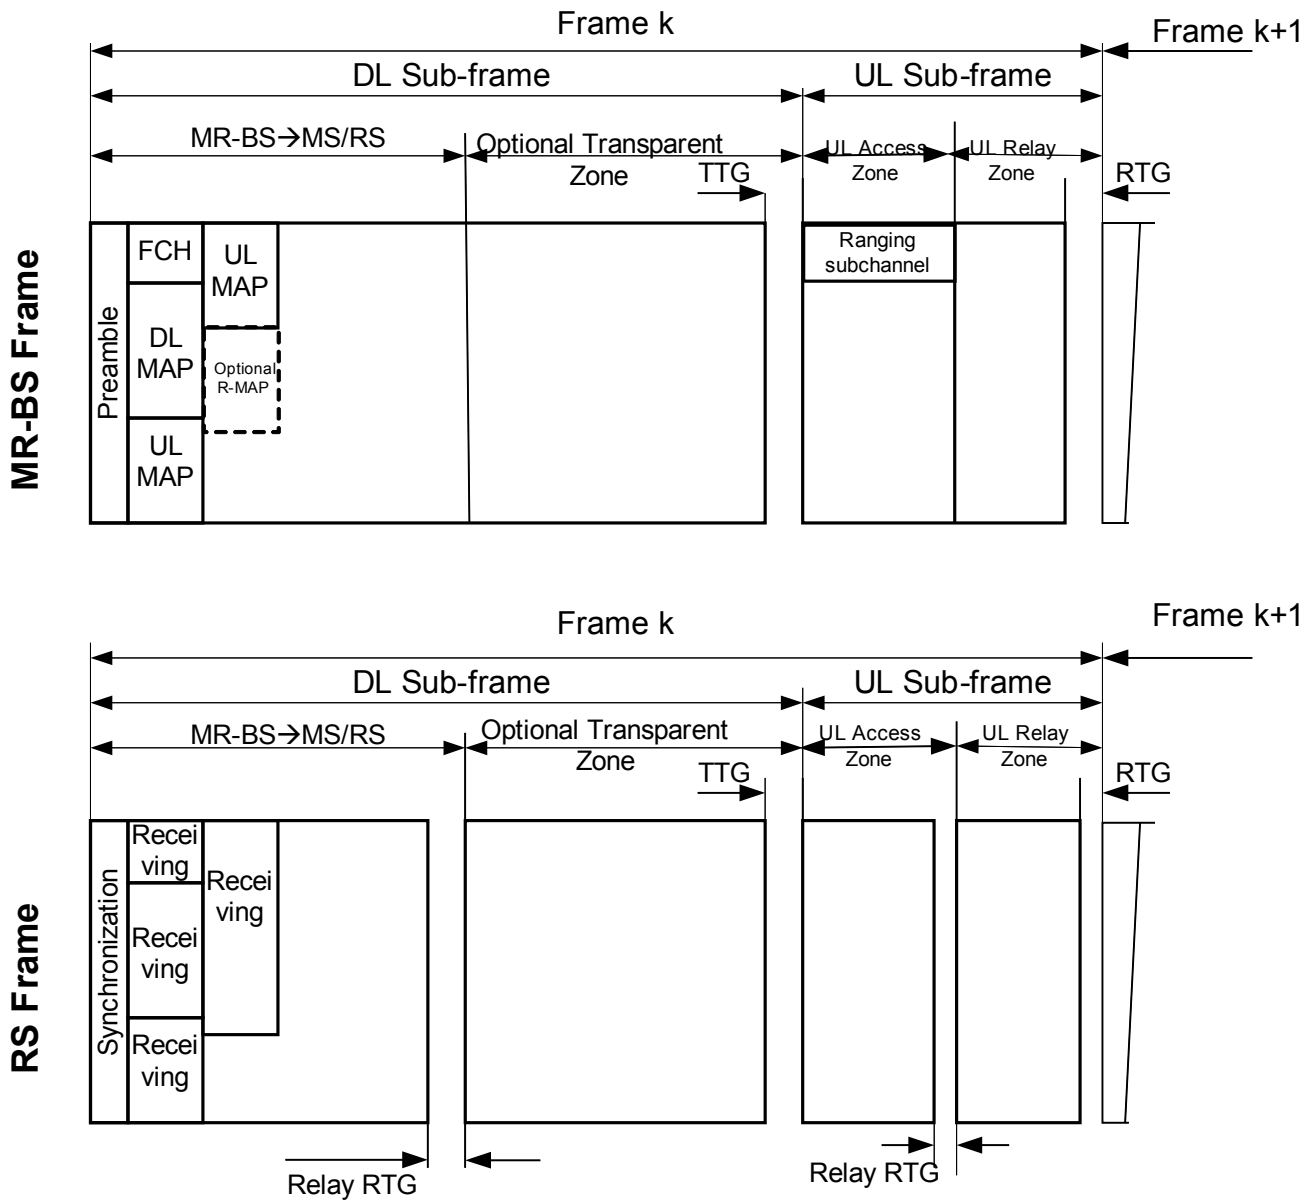 Frame k
Frame k+1
DL Sub-frame
UL Sub-frame
MR-BS→MS/RS
Optional Transparent
Zone
UL Access
Zone
UL Relay
Zone
TTG
RTG
MR-BS Frame
Preamble
FCH
DL
MAP
UL
MAP
UL
MAP
Optional
R-MAP
Ranging
subchannel
Frame k
Frame k+1
DL Sub-frame
UL Sub-frame
MR-BS→MS/RS
Optional Transparent
Zone
UL Access
Zone
UL Relay
Zone
TTG
RTG
RS Frame
Synchronization
Recei
ving
Recei
ving
Recei
ving
Recei
ving
Relay RTG
Relay RTG